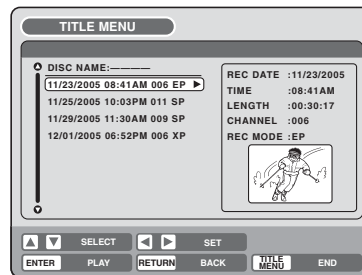 TITLE MENU
DISC NAME:————
11/23/2005 08:41AM 006 EP ▶
11/25/2005 10:03PM 011 SP
11/29/2005 11:30AM 009 SP
12/01/2005 06:52PM 006 XP
REC DATE :11/23/2005
TIME :08:41AM
LENGTH :00:30:17
CHANNEL :006
REC MODE :EP
▲ ▼ SELECT ◀ ▶ SET
ENTER PLAY RETURN BACK TITLE MENU END